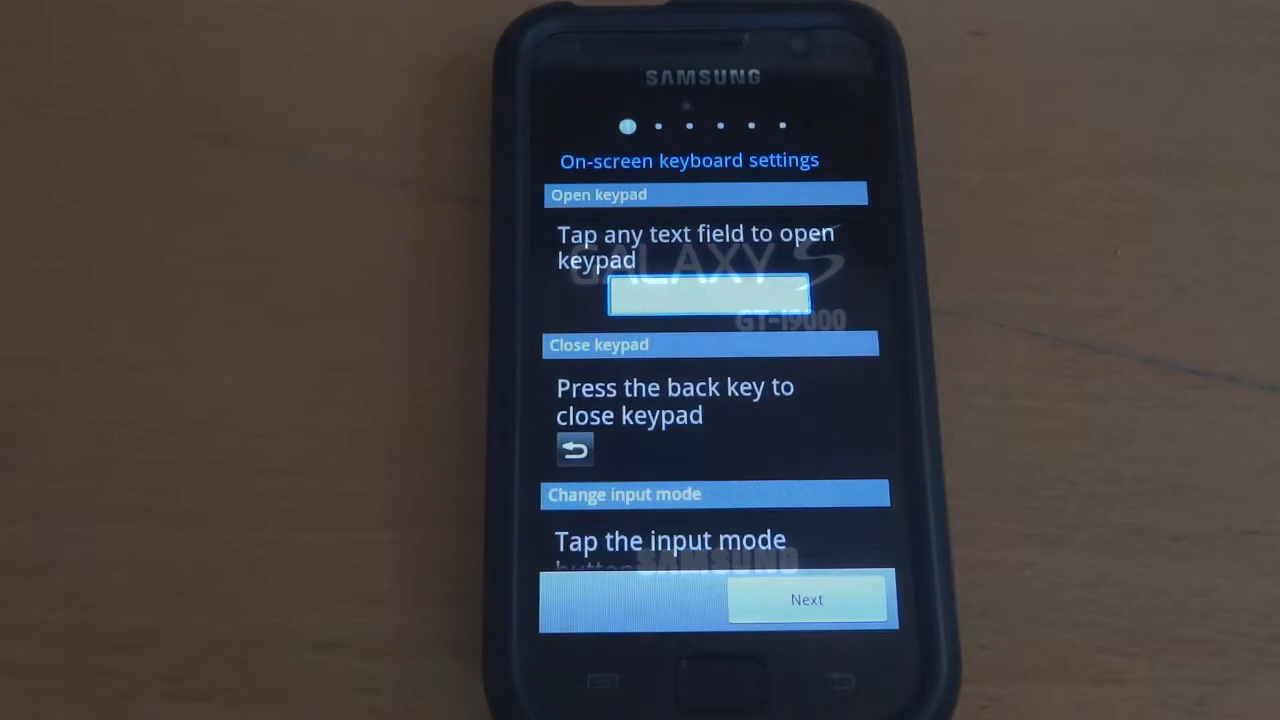 SAMSUNG
On-screen keyboard settings
Open keypad
Tap any text field to open
keypad
GALAXY S
GT-I9000
Close keypad
Press the back key to
close keypad
Change input mode
Tap the input mode
button
SAMSUNG
Next